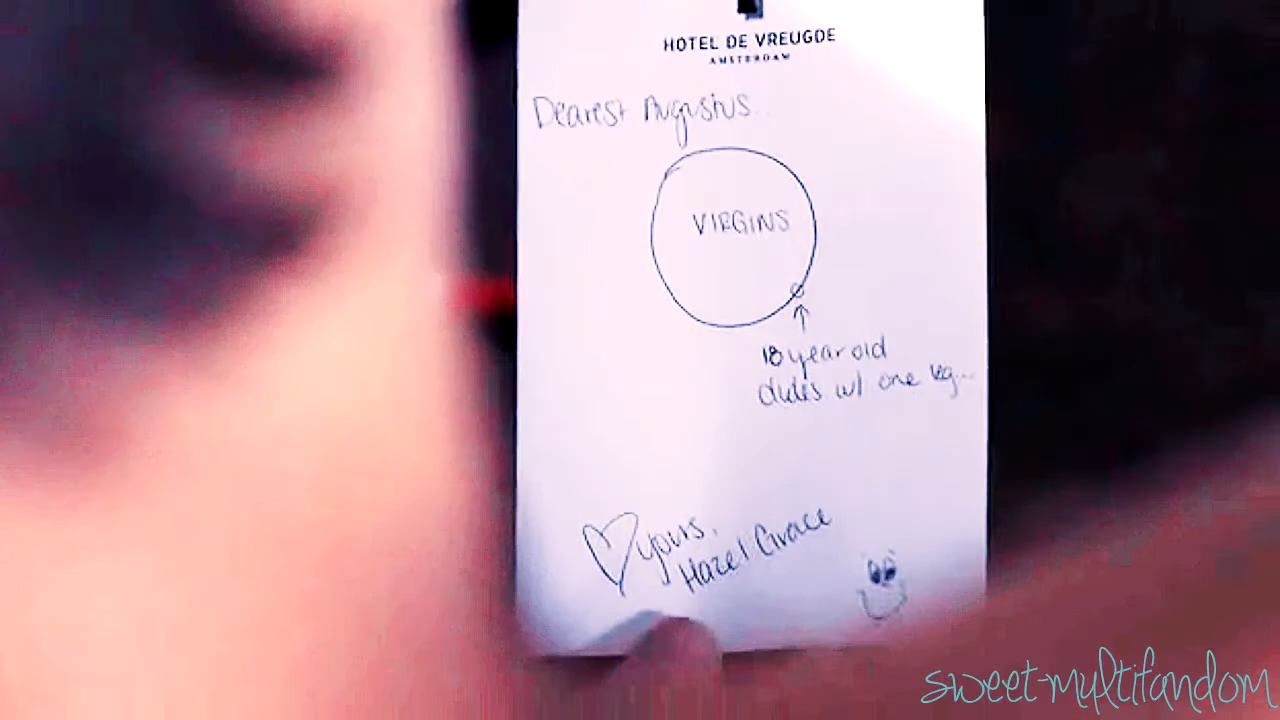 HOTEL DE VREUGDE
AMSTERDAM
Dearest Augustus..
VIRGINS
18 year old
dudes w/ one leg...
yours,
Hazel Grace
sweet-multifandom